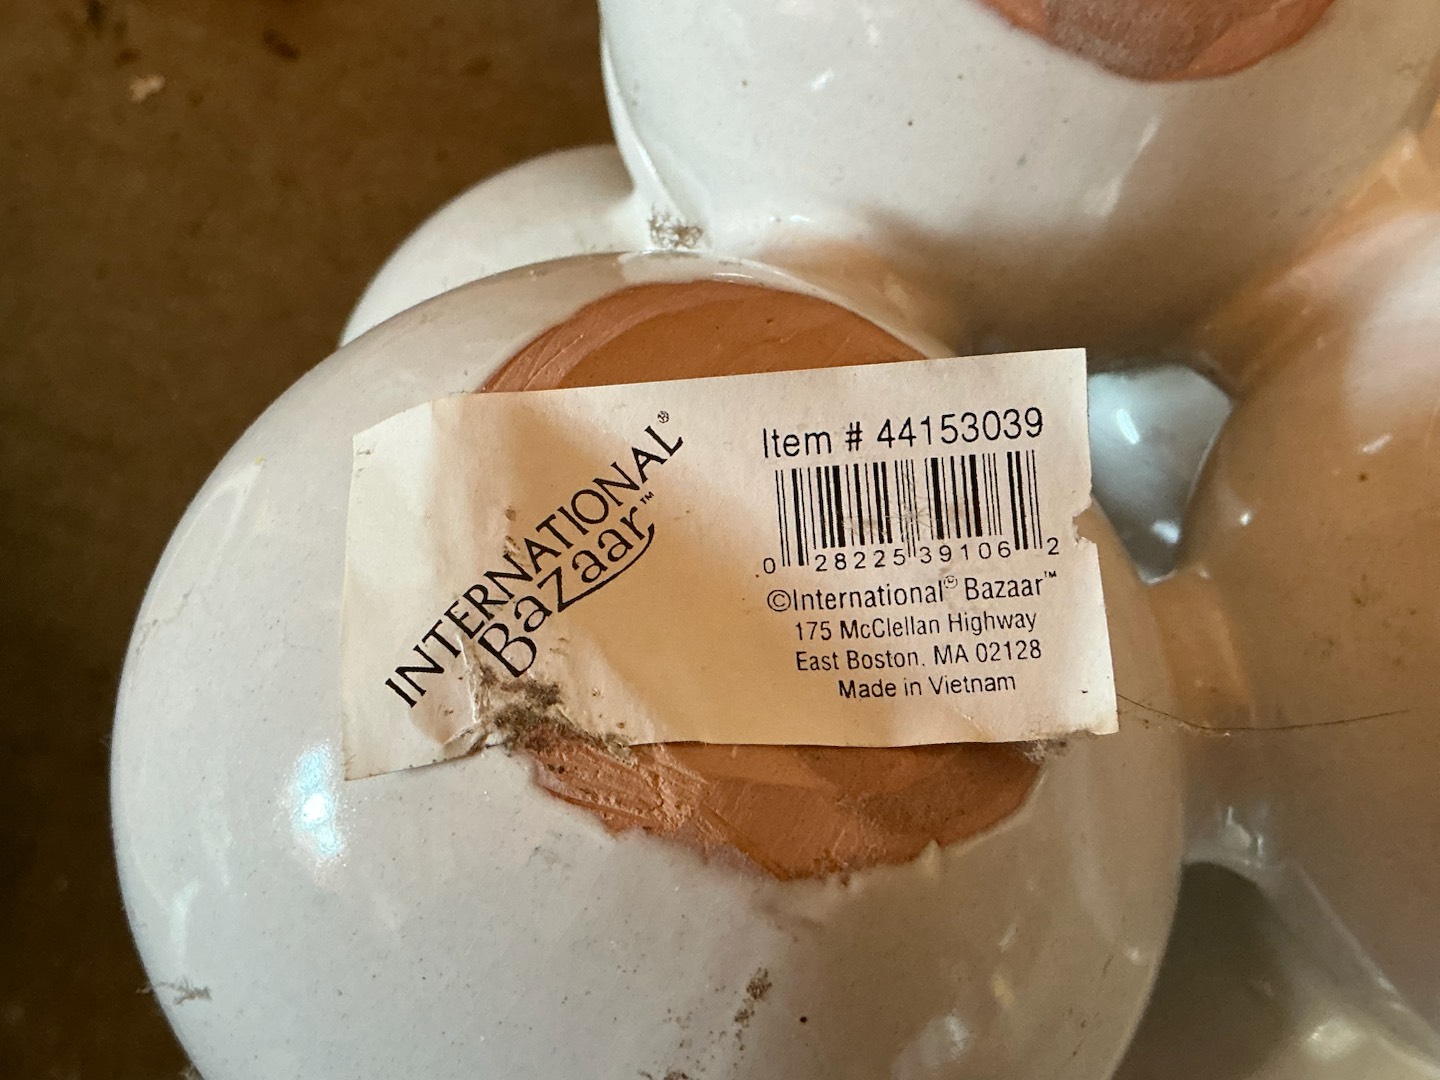 INTERNATIONAL®
Bazaar™
Item # 44153039
0 28225 39106 2
©International® Bazaar™
175 McClellan Highway
East Boston, MA 02128
Made in Vietnam